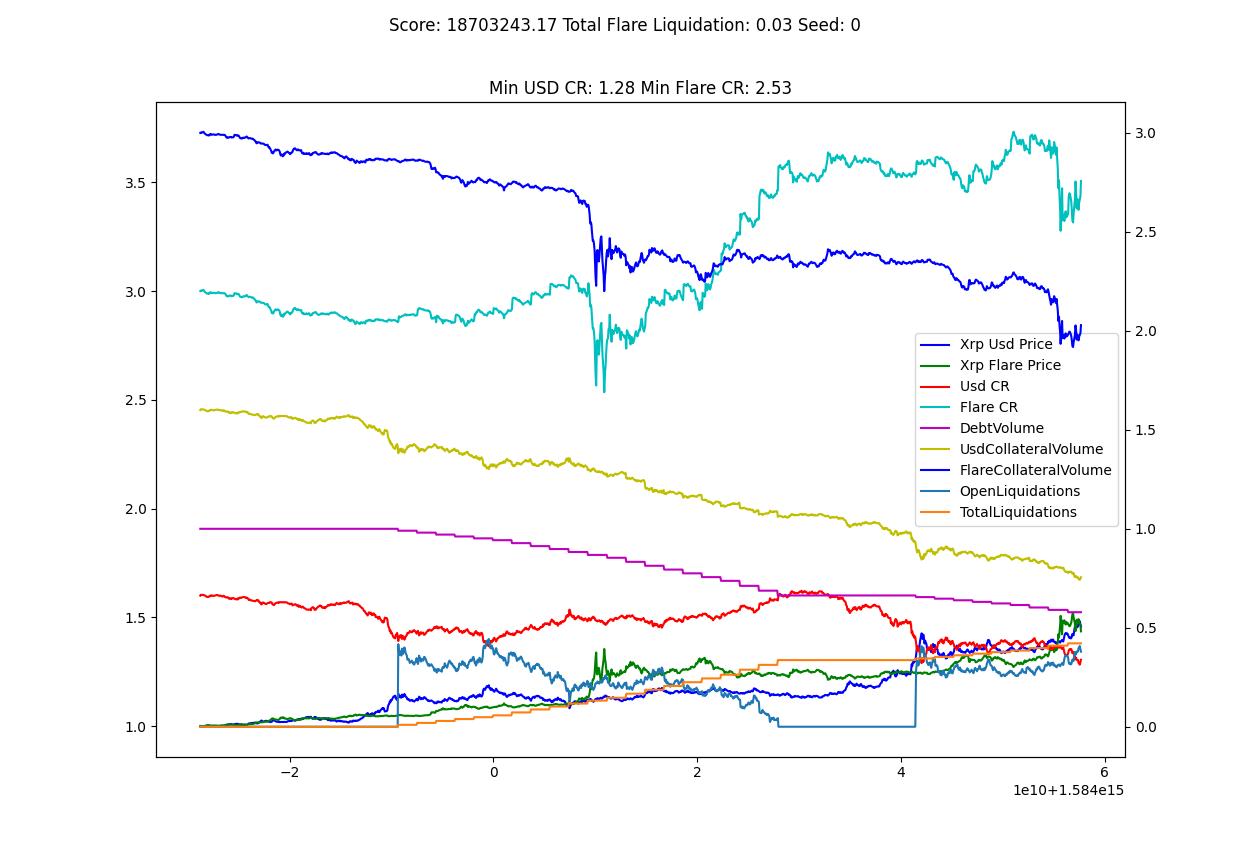 Score: 18703243.17 Total Flare Liquidation: 0.03 Seed: 0
Min USD CR: 1.28 Min Flare CR: 2.53
3.5
3.0
2.5
2.0
1.5
1.0
3.0
2.5
2.0
1.5
1.0
0.5
0.0
Xrp Usd Price
Xrp Flare Price
Usd CR
Flare CR
DebtVolume
UsdCollateralVolume
FlareCollateralVolume
OpenLiquidations
TotalLiquidations
−2 0 2 4 6
1e10+1.584e15